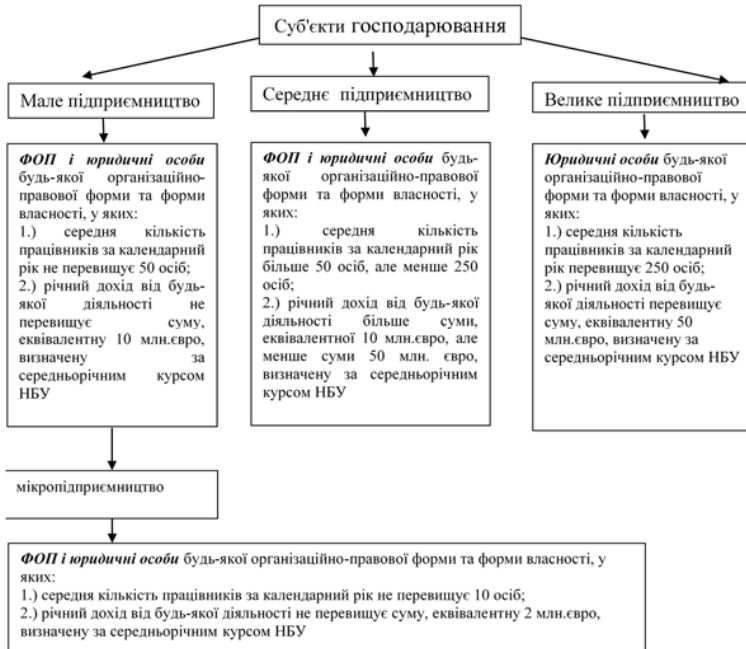 Суб'єкти господарювання
Мале підприємництво
Середнє підприємництво
Велике підприємництво
ФОП і юридичні особи
будь-якої організаційно-
правової форми та форми
власності, у яких:
1.) середня кількість
працівників за календарний
рік не перевищує 50 осіб;
2.) річний дохід від будь-
якої діяльності не
перевищує суму,
еквівалентну 10 млн.євро,
визначену за
середньорічним курсом
НБУ
ФОП і юридичні особи будь-
якої організаційно-правової
форми та форми власності, у
яких:
1.) середня кількість
працівників за календарний рік
більше 50 осіб, але менше 250
осіб;
2.) річний дохід від будь-якої
діяльності більше суми,
еквівалентної 10 млн.євро, але
менше суми 50 млн. євро,
визначену за середньорічним
курсом НБУ
Юридичні особи будь-якої
організаційно-правової
форми та форми власності, у
яких:
1.) середня кількість
працівників за календарний
рік перевищує 250 осіб;
2.) річний дохід від будь-
якої діяльності перевищує
суму, еквівалентну 50
млн.євро, визначену за
середньорічним курсом НБУ
мікропідприємництво
ФОП і юридичні особи будь-якої організаційно-правової форми та форми власності, у
яких:
1.) середня кількість працівників за календарний рік не перевищує 10 осіб;
2.) річний дохід від будь-якої діяльності не перевищує суму, еквівалентну 2 млн.євро,
визначену за середньорічним курсом НБУ